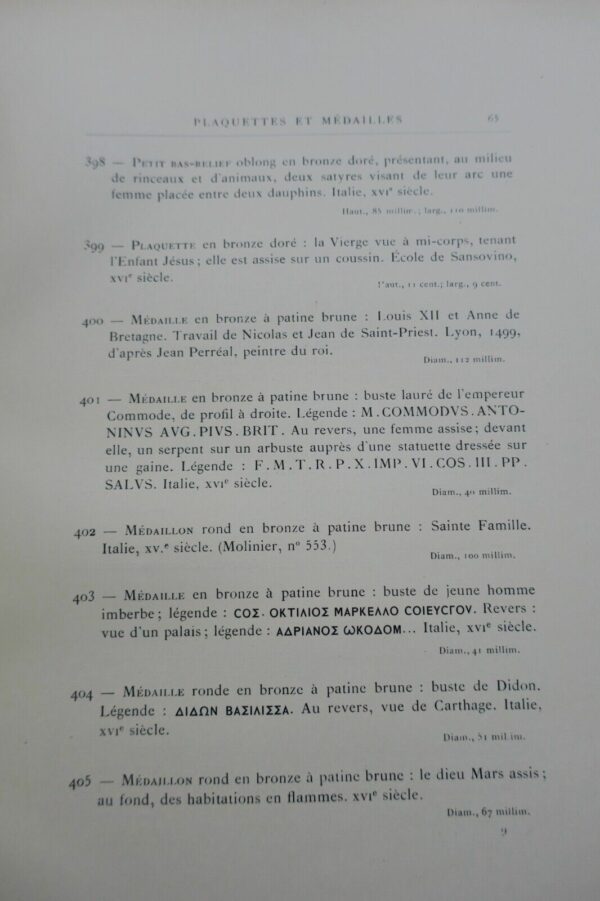 PLAQUETTES ET MÉDAILLES 65
398 — PETIT BAS-RELIEF oblong en bronze doré, présentant, au milieu
de rinceaux et d'animaux, deux satyres visant de leur arc une
femme placée entre deux dauphins. Italie, XVIe siècle.
Haut., 85 millim.; larg., 110 millim.
399 — PLAQUETTE en bronze doré : la Vierge vue à mi-corps, tenant
l'Enfant Jésus; elle est assise sur un coussin. École de Sansovino,
XVIe siècle.
Haut., 11 cent.; larg., 9 cent.
400 — MÉDAILLE en bronze à patine brune : Louis XII et Anne de
Bretagne. Travail de Nicolas et Jean de Saint-Priest. Lyon, 1499,
d'après Jean Perréal, peintre du roi.
Diam., 112 millim.
401 — MÉDAILLE en bronze à patine brune : buste lauré de l'empereur
Commode, de profil à droite. Légende : M.COMMODVS.ANTO-
NINVS AVG.PIVS.BRIT. Au revers, une femme assise; devant
elle, un serpent sur un arbuste auprès d'une statuette dressée sur
une gaine. Légende : F.M.T.R.P.X.IMP.VI.COS.III.PP.
SALVS. Italie, XVIe siècle.
Diam., 40 millim.
402 — MÉDAILLON rond en bronze à patine brune : Sainte Famille.
Italie, XV.e siècle. (Molinier, n° 553.)
Diam., 100 millim.
403 — MÉDAILLE en bronze à patine brune : buste de jeune homme
imberbe; légende : CΟΣ· ΟΚΤΙΛΙΟΣ ΜΑΡΚΕΛΛΟ CΟΙΕΥCΓΟV. Revers :
vue d'un palais; légende : ΑΔΡΙΑΝΟΣ ѠΚΟΔΟΜ... Italie, XVIe siècle.
Diam., 41 millim.
404 — MÉDAILLE ronde en bronze à patine brune : buste de Didon.
Légende : ΔΙΔΩΝ ΒΑΣΙΛΙΣΣΑ. Au revers, vue de Carthage. Italie,
XVIe siècle.
Diam., 51 millim.
405 — MÉDAILLON rond en bronze à patine brune : le dieu Mars assis;
au fond, des habitations en flammes. XVIe siècle.
Diam., 67 millim.
9